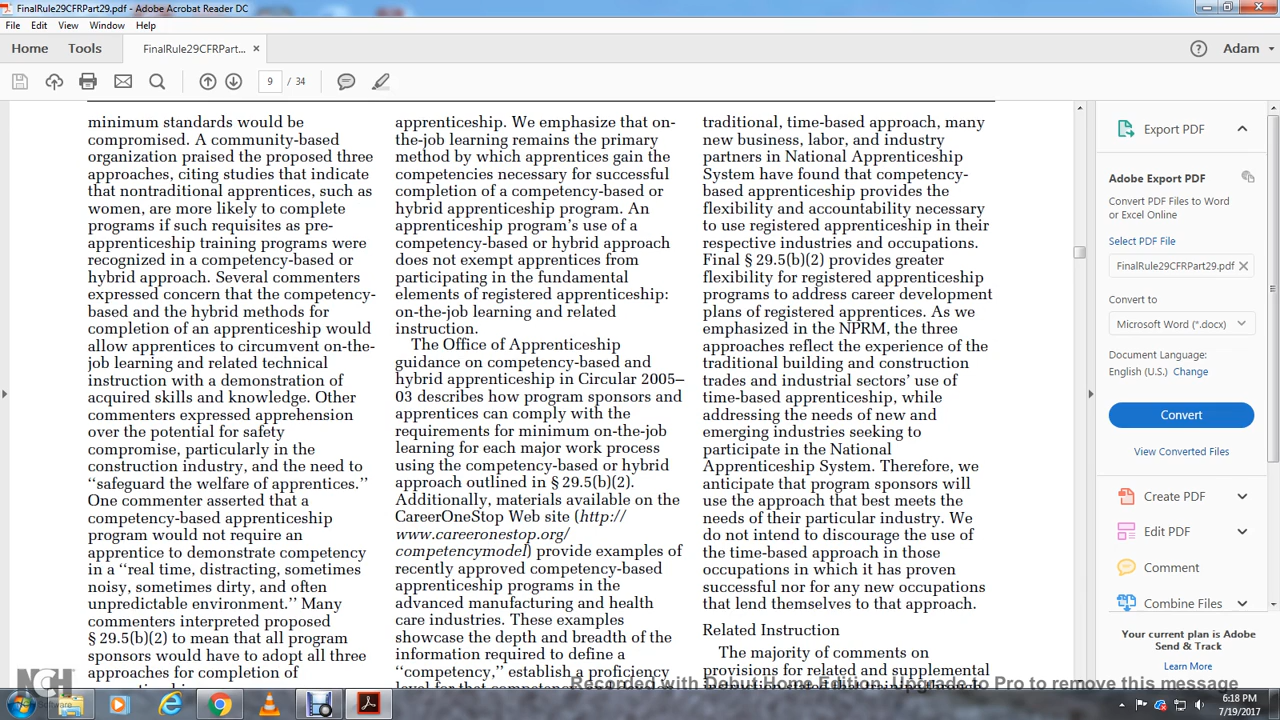 FinalRule29CFRPart29.pdf - Adobe Acrobat Reader DC
File Edit View Window Help
Home Tools FinalRule29CFRPart... × Adam
9 / 34
minimum standards would be
compromised. A community-based
organization praised the proposed three
approaches, citing studies that indicate
that nontraditional apprentices, such as
women, are more likely to complete
programs if such requisites as pre-
apprenticeship training programs were
recognized in a competency-based or
hybrid approach. Several commenters
expressed concern that the competency-
based and the hybrid methods for
completion of an apprenticeship would
allow apprentices to circumvent on-the-
job learning and related technical
instruction with a demonstration of
acquired skills and knowledge. Other
commenters expressed apprehension
over the potential for safety
compromise, particularly in the
construction industry, and the need to
‘‘safeguard the welfare of apprentices.’’
One commenter asserted that a
competency-based apprenticeship
program would not require an
apprentice to demonstrate competency
in a ‘‘real time, distracting, sometimes
noisy, sometimes dirty, and often
unpredictable environment.’’ Many
commenters interpreted proposed
§ 29.5(b)(2) to mean that all program
sponsors would have to adopt all three
approaches for completion of
apprenticeship. We emphasize that on-
the-job learning remains the primary
method by which apprentices gain the
competencies necessary for successful
completion of a competency-based or
hybrid apprenticeship program. An
apprenticeship program’s use of a
competency-based or hybrid approach
does not exempt apprentices from
participating in the fundamental
elements of registered apprenticeship:
on-the-job learning and related
instruction.
The Office of Apprenticeship
guidance on competency-based and
hybrid apprenticeship in Circular 2005–
03 describes how program sponsors and
apprentices can comply with the
requirements for minimum on-the-job
learning for each major work process
using the competency-based or hybrid
approach outlined in § 29.5(b)(2).
Additionally, materials available on the
CareerOneStop Web site (http://
www.careeronestop.org/
competencymodel) provide examples of
recently approved competency-based
apprenticeship programs in the
advanced manufacturing and health
care industries. These examples
showcase the depth and breadth of the
information required to define a
‘‘competency,’’ establish a proficiency
traditional, time-based approach, many
new business, labor, and industry
partners in National Apprenticeship
System have found that competency-
based apprenticeship provides the
flexibility and accountability necessary
to use registered apprenticeship in their
respective industries and occupations.
Final § 29.5(b)(2) provides greater
flexibility for registered apprenticeship
programs to address career development
plans of registered apprentices. As we
emphasized in the NPRM, the three
approaches reflect the experience of the
traditional building and construction
trades and industrial sectors’ use of
time-based apprenticeship, while
addressing the needs of new and
emerging industries seeking to
participate in the National
Apprenticeship System. Therefore, we
anticipate that program sponsors will
use the approach that best meets the
needs of their particular industry. We
do not intend to discourage the use of
the time-based approach in those
occupations in which it has proven
successful nor for any new occupations
that lend themselves to that approach.
Related Instruction
The majority of comments on
provisions for related and supplemental
Export PDF
Adobe Export PDF
Convert PDF Files to Word
or Excel Online
Select PDF File
FinalRule29CFRPart29.pdf ×
Convert to
Microsoft Word (*.docx)
Document Language:
English (U.S.) Change
Convert
View Converted Files
Create PDF
Edit PDF
Comment
Combine Files
Your current plan is Adobe
Send & Track
Learn More
NCH Software
Recorded with Debut Home Edition. Upgrade to Pro to remove this message
6:18 PM
7/19/2017